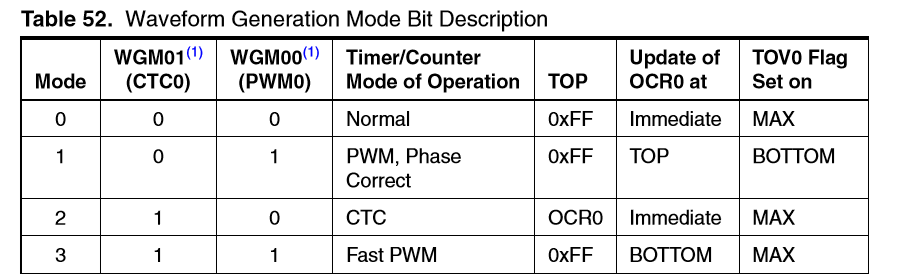 Table 52. Waveform Generation Mode Bit Description
Mode WGM01(1) (CTC0) WGM00(1) (PWM0) Timer/Counter Mode of Operation TOP Update of OCR0 at TOV0 Flag Set on
0 0 0 Normal 0xFF Immediate MAX
1 0 1 PWM, Phase Correct 0xFF TOP BOTTOM
2 1 0 CTC OCR0 Immediate MAX
3 1 1 Fast PWM 0xFF BOTTOM MAX